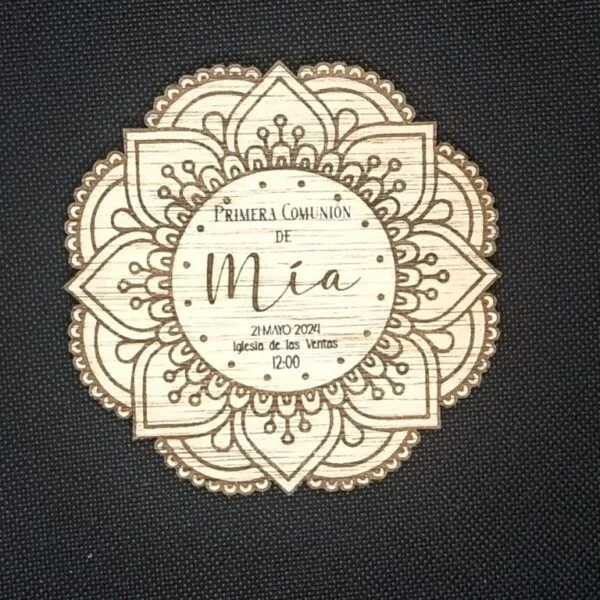 PRIMERA COMUNIÓN
DE
Mía
21-MAYO-2024
Iglesia de las Ventas
12:00